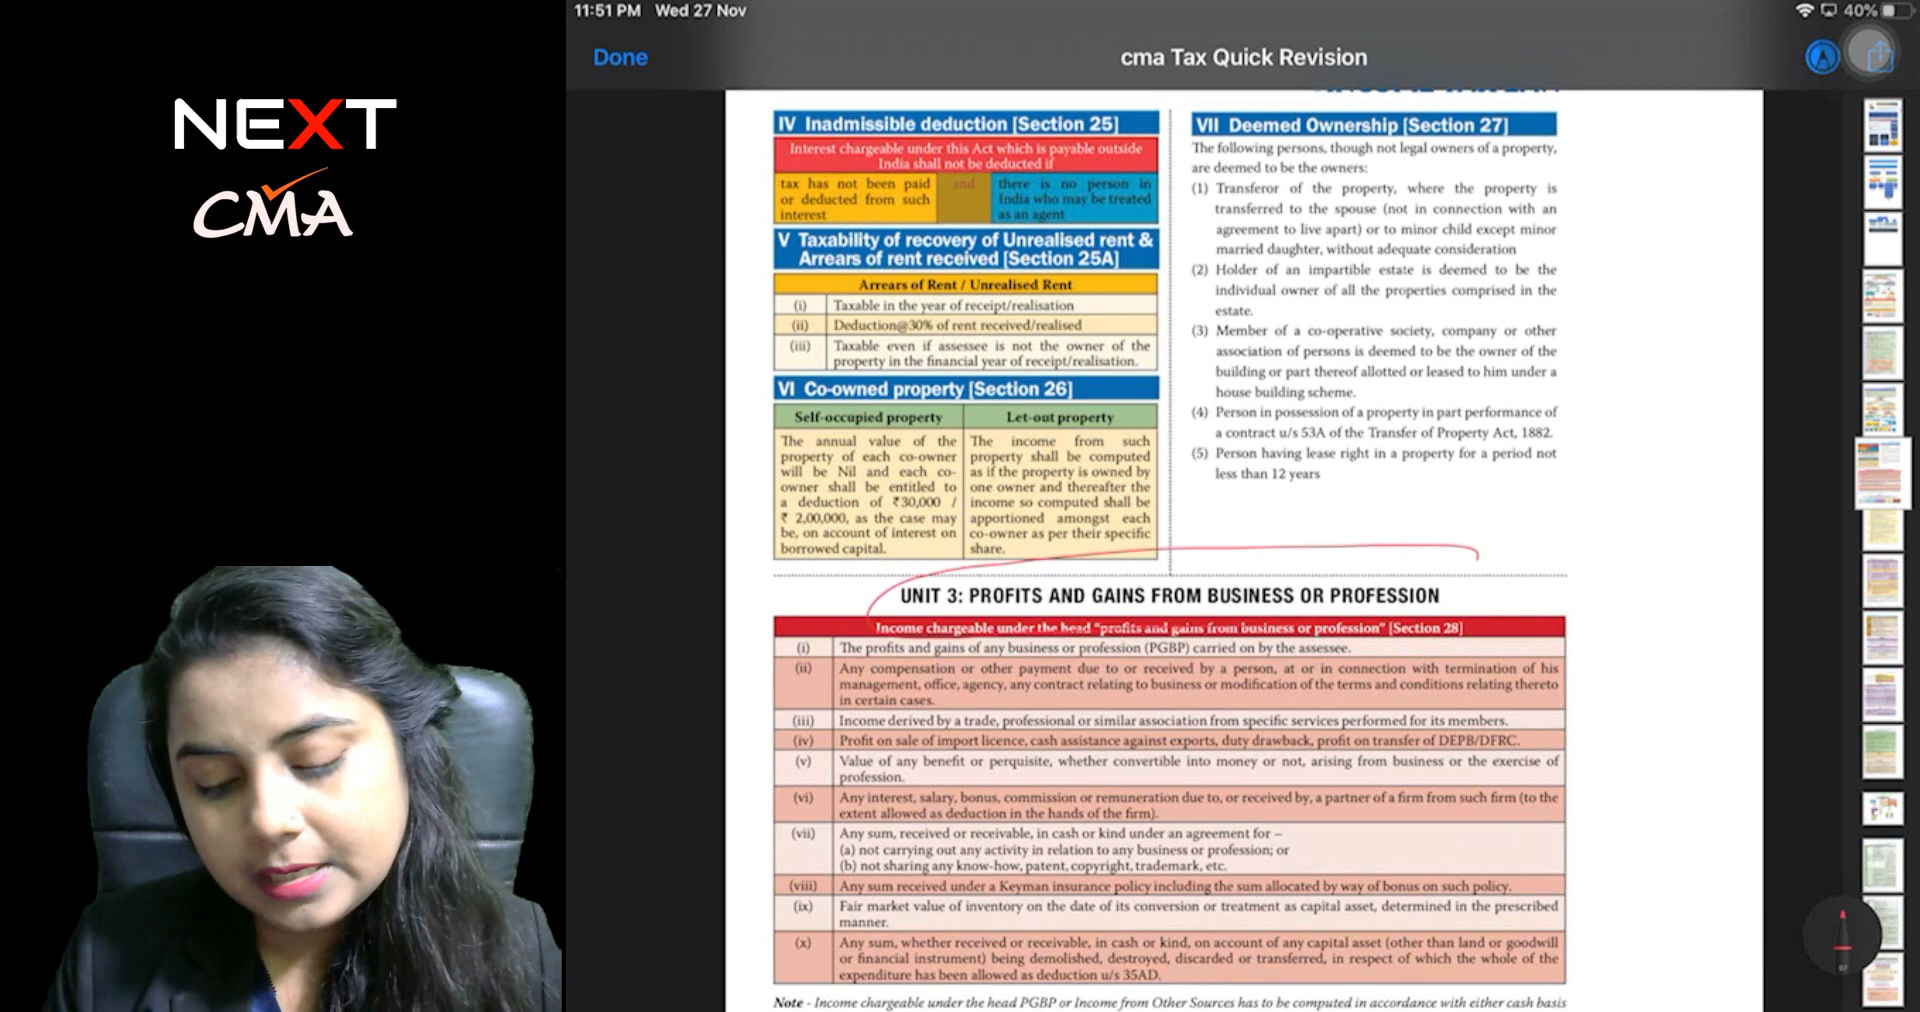 11:51 PM Wed 27 Nov
40%
Done
cma Tax Quick Revision
NEXT
CMA
IV Inadmissible deduction [Section 25]
Interest chargeable under this Act which is payable outside
India shall not be deducted if
tax has not been paid
or deducted from such
interest
and
there is no person in
India who may be treated
as an agent
V Taxability of recovery of Unrealised rent &
Arrears of rent received [Section 25A]
Arrears of Rent / Unrealised Rent
(i) Taxable in the year of receipt/realisation
(ii) Deduction@30% of rent received/realised
(iii) Taxable even if assessee is not the owner of the
property in the financial year of receipt/realisation.
VI Co-owned property [Section 26]
Self-occupied property
The annual value of the
property of each co-owner
will be Nil and each co-
owner shall be entitled to
a deduction of ₹30,000 /
₹ 2,00,000, as the case may
be, on account of interest on
borrowed capital.
Let-out property
The income from such
property shall be computed
as if the property is owned by
one owner and thereafter the
income so computed shall be
apportioned amongst each
co-owner as per their specific
share.
VII Deemed Ownership [Section 27]
The following persons, though not legal owners of a property,
are deemed to be the owners:
(1) Transferor of the property, where the property is
transferred to the spouse (not in connection with an
agreement to live apart) or to minor child except minor
married daughter, without adequate consideration
(2) Holder of an impartible estate is deemed to be the
individual owner of all the properties comprised in the
estate.
(3) Member of a co-operative society, company or other
association of persons is deemed to be the owner of the
building or part thereof allotted or leased to him under a
house building scheme.
(4) Person in possession of a property in part performance of
a contract u/s 53A of the Transfer of Property Act, 1882.
(5) Person having lease right in a property for a period not
less than 12 years
UNIT 3: PROFITS AND GAINS FROM BUSINESS OR PROFESSION
Income chargeable under the head "profits and gains from business or profession" [Section 28]
(i) The profits and gains of any business or profession (PGBP) carried on by the assessee.
(ii) Any compensation or other payment due to or received by a person, at or in connection with termination of his
management, office, agency, any contract relating to business or modification of the terms and conditions relating thereto
in certain cases.
(iii) Income derived by a trade, professional or similar association from specific services performed for its members.
(iv) Profit on sale of import licence, cash assistance against exports, duty drawback, profit on transfer of DEPB/DFRC.
(v) Value of any benefit or perquisite, whether convertible into money or not, arising from business or the exercise of
profession.
(vi) Any interest, salary, bonus, commission or remuneration due to, or received by, a partner of a firm from such firm (to the
extent allowed as deduction in the hands of the firm).
(vii) Any sum, received or receivable, in cash or kind under an agreement for –
(a) not carrying out any activity in relation to any business or profession; or
(b) not sharing any know-how, patent, copyright, trademark, etc.
(viii) Any sum received under a Keyman insurance policy including the sum allocated by way of bonus on such policy.
(ix) Fair market value of inventory on the date of its conversion or treatment as capital asset, determined in the prescribed
manner.
(x) Any sum, whether received or receivable, in cash or kind, on account of any capital asset (other than land or goodwill
or financial instrument) being demolished, destroyed, discarded or transferred, in respect of which the whole of the
expenditure has been allowed as deduction u/s 35AD.
Note - Income chargeable under the head PGBP or Income from Other Sources has to be computed in accordance with either cash basis